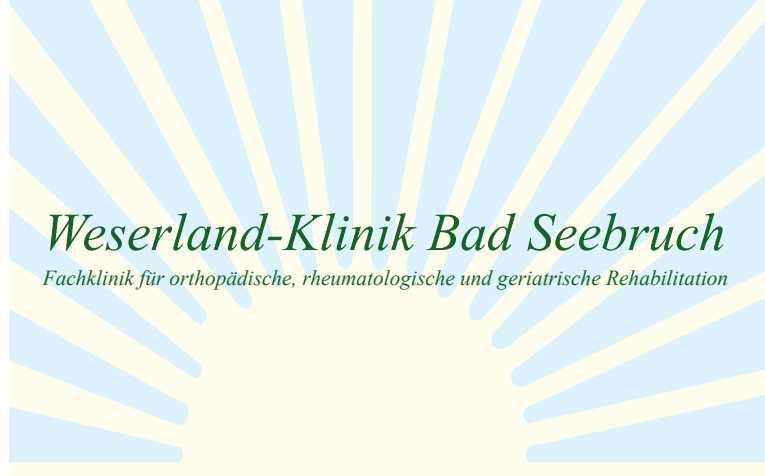 Weserland-Klinik Bad Seebruch
Fachklinik für orthopädische, rheumatologische und geriatrische Rehabilitation